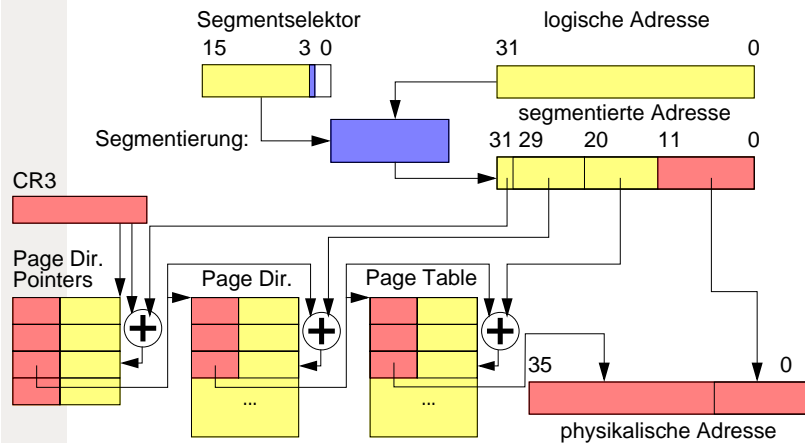 Segmentselektor
logische Adresse
15 3 0
31 0
segmentierte Adresse
Segmentierung:
31 29 20 11 0
CR3
Page Dir.
Pointers
Page Dir.
Page Table
35 0
...
...
physikalische Adresse